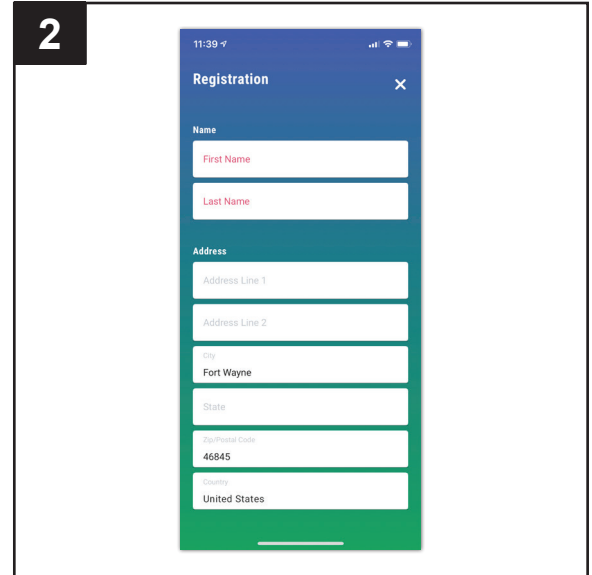 2
11:39
Registration
Name
First Name
Last Name
Address
Address Line 1
Address Line 2
City
Fort Wayne
State
Zip/Postal Code
46845
Country
United States